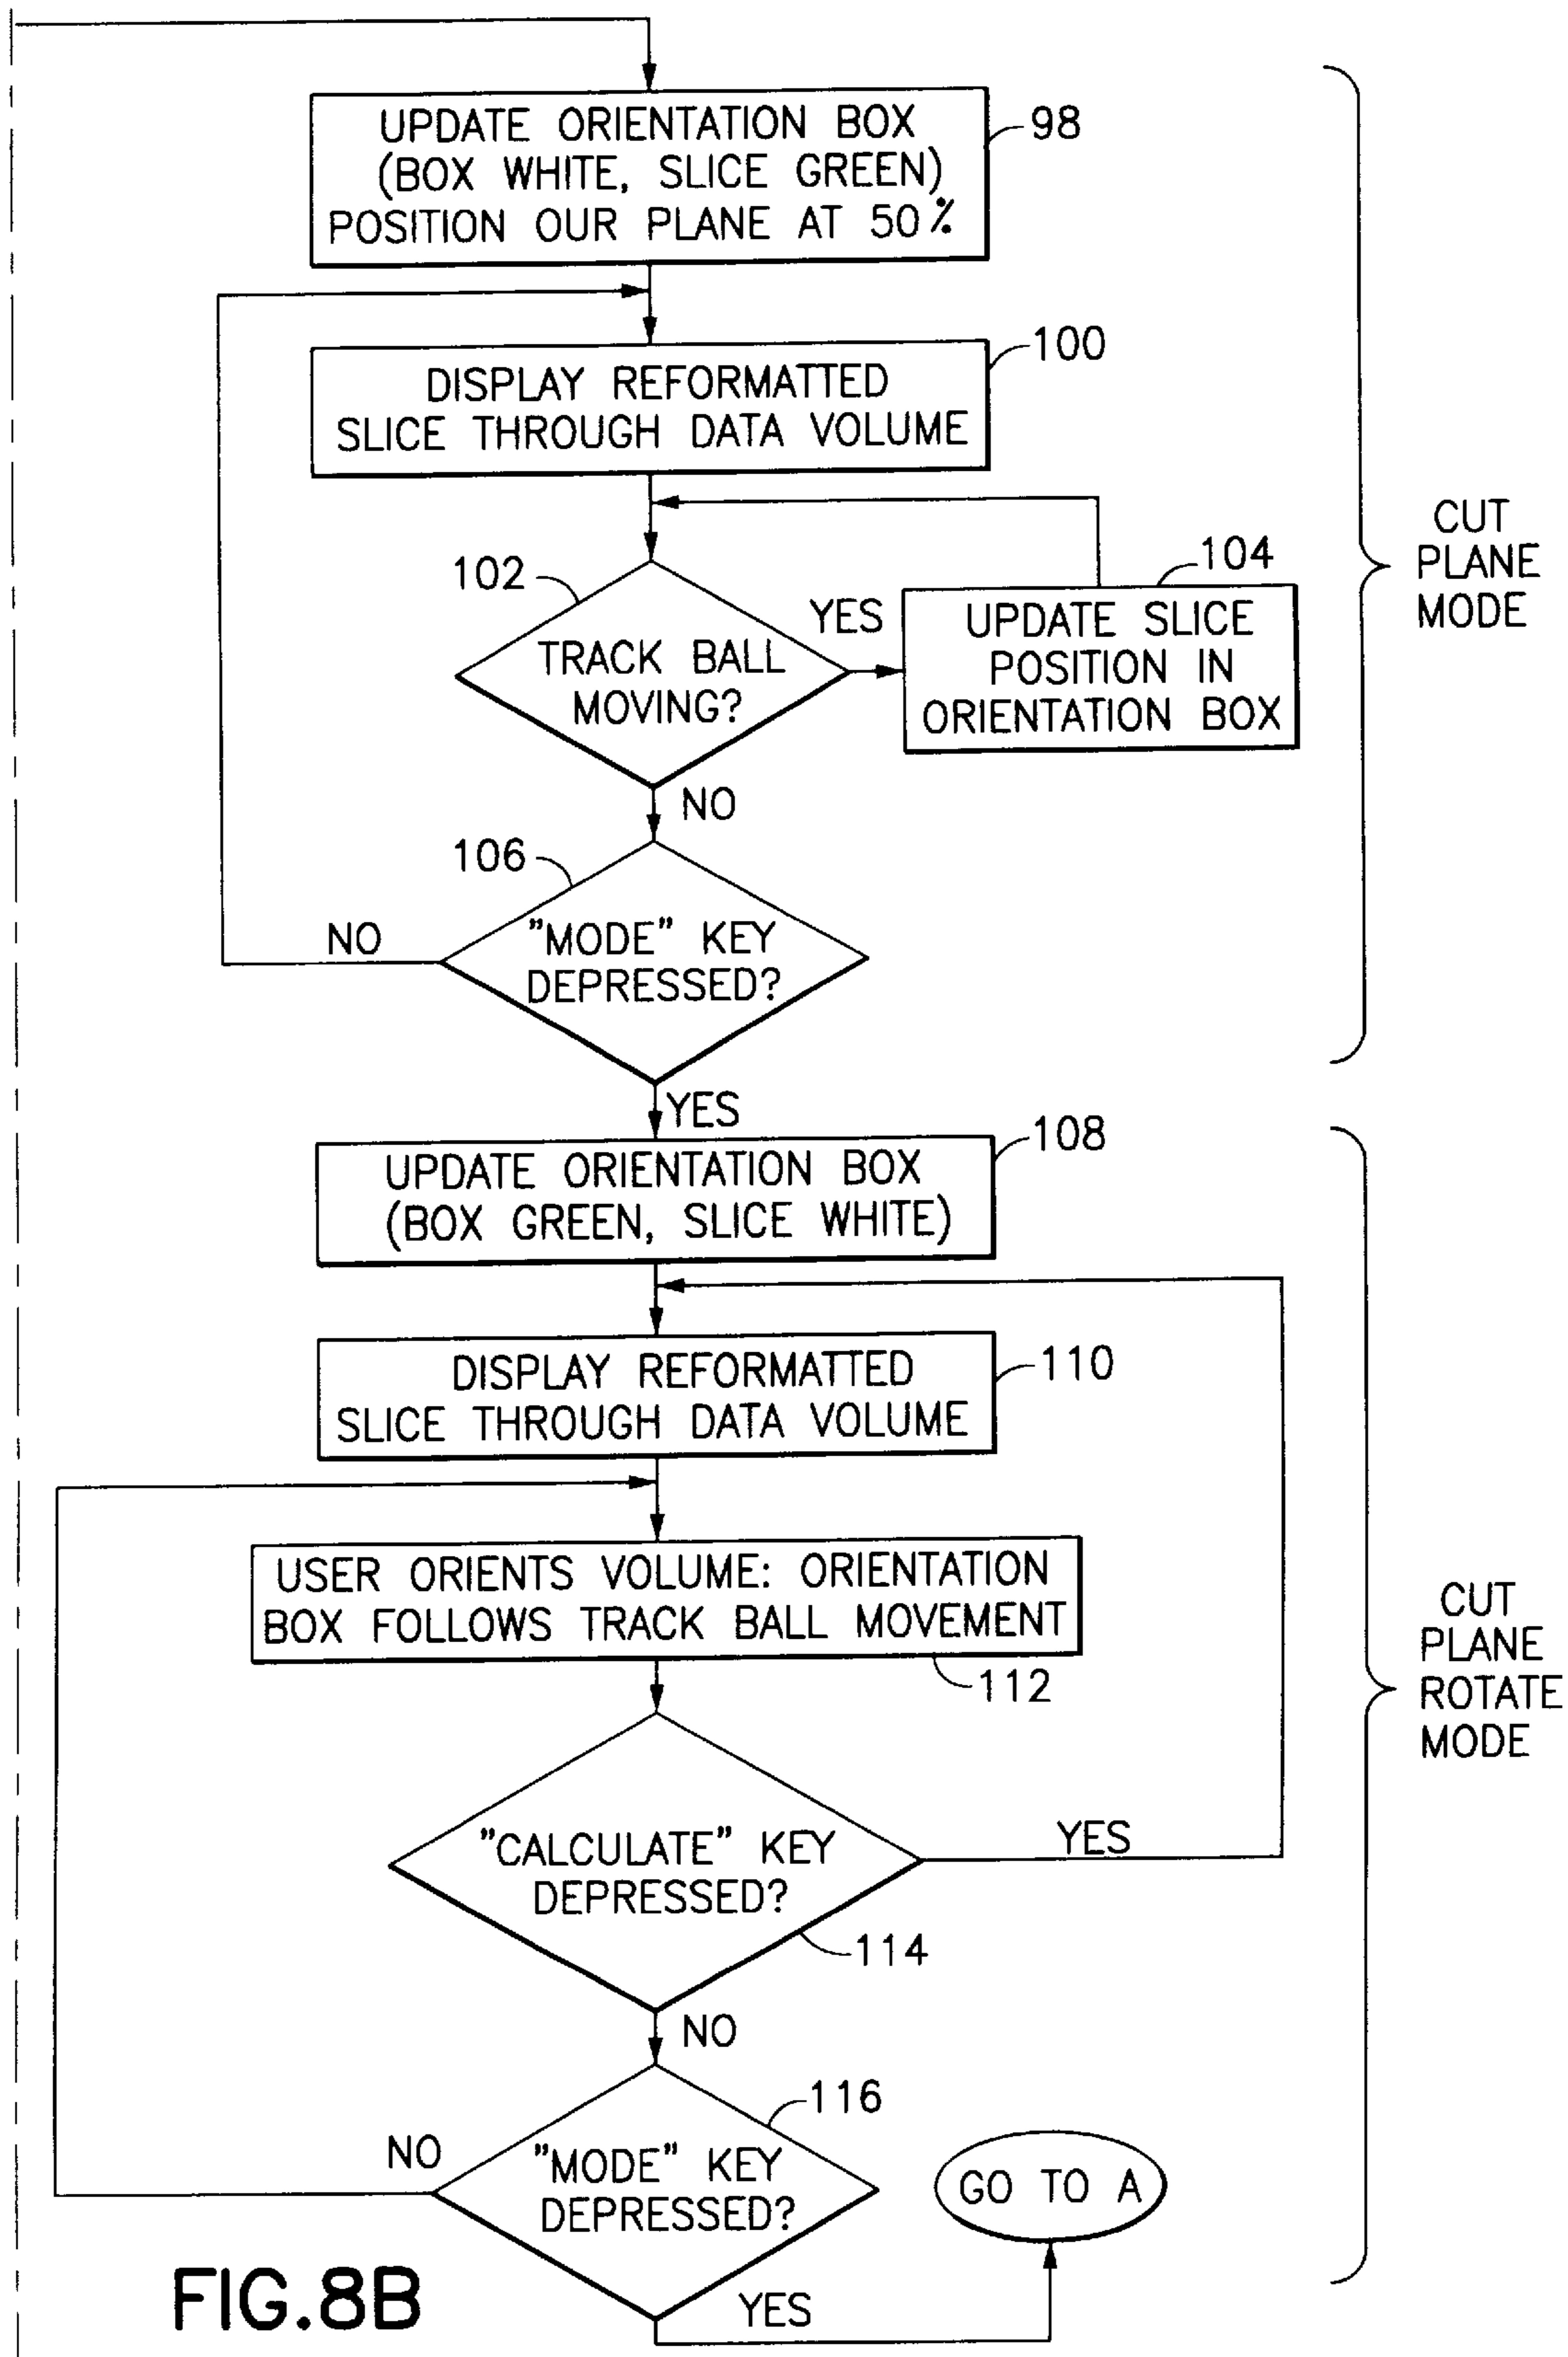 UPDATE ORIENTATION BOX
(BOX WHITE, SLICE GREEN)
POSITION OUR PLANE AT 50%
98
DISPLAY REFORMATTED
SLICE THROUGH DATA VOLUME
100
102
TRACK BALL
MOVING?
YES
104
UPDATE SLICE
POSITION IN
ORIENTATION BOX
CUT
PLANE
MODE
NO
106
"MODE" KEY
DEPRESSED?
NO
YES
108
UPDATE ORIENTATION BOX
(BOX GREEN, SLICE WHITE)
110
DISPLAY REFORMATTED
SLICE THROUGH DATA VOLUME
USER ORIENTS VOLUME: ORIENTATION
BOX FOLLOWS TRACK BALL MOVEMENT
112
CUT
PLANE
ROTATE
MODE
"CALCULATE" KEY
DEPRESSED?
YES
114
NO
116
"MODE" KEY
DEPRESSED?
NO
GO TO A
YES
FIG.8B